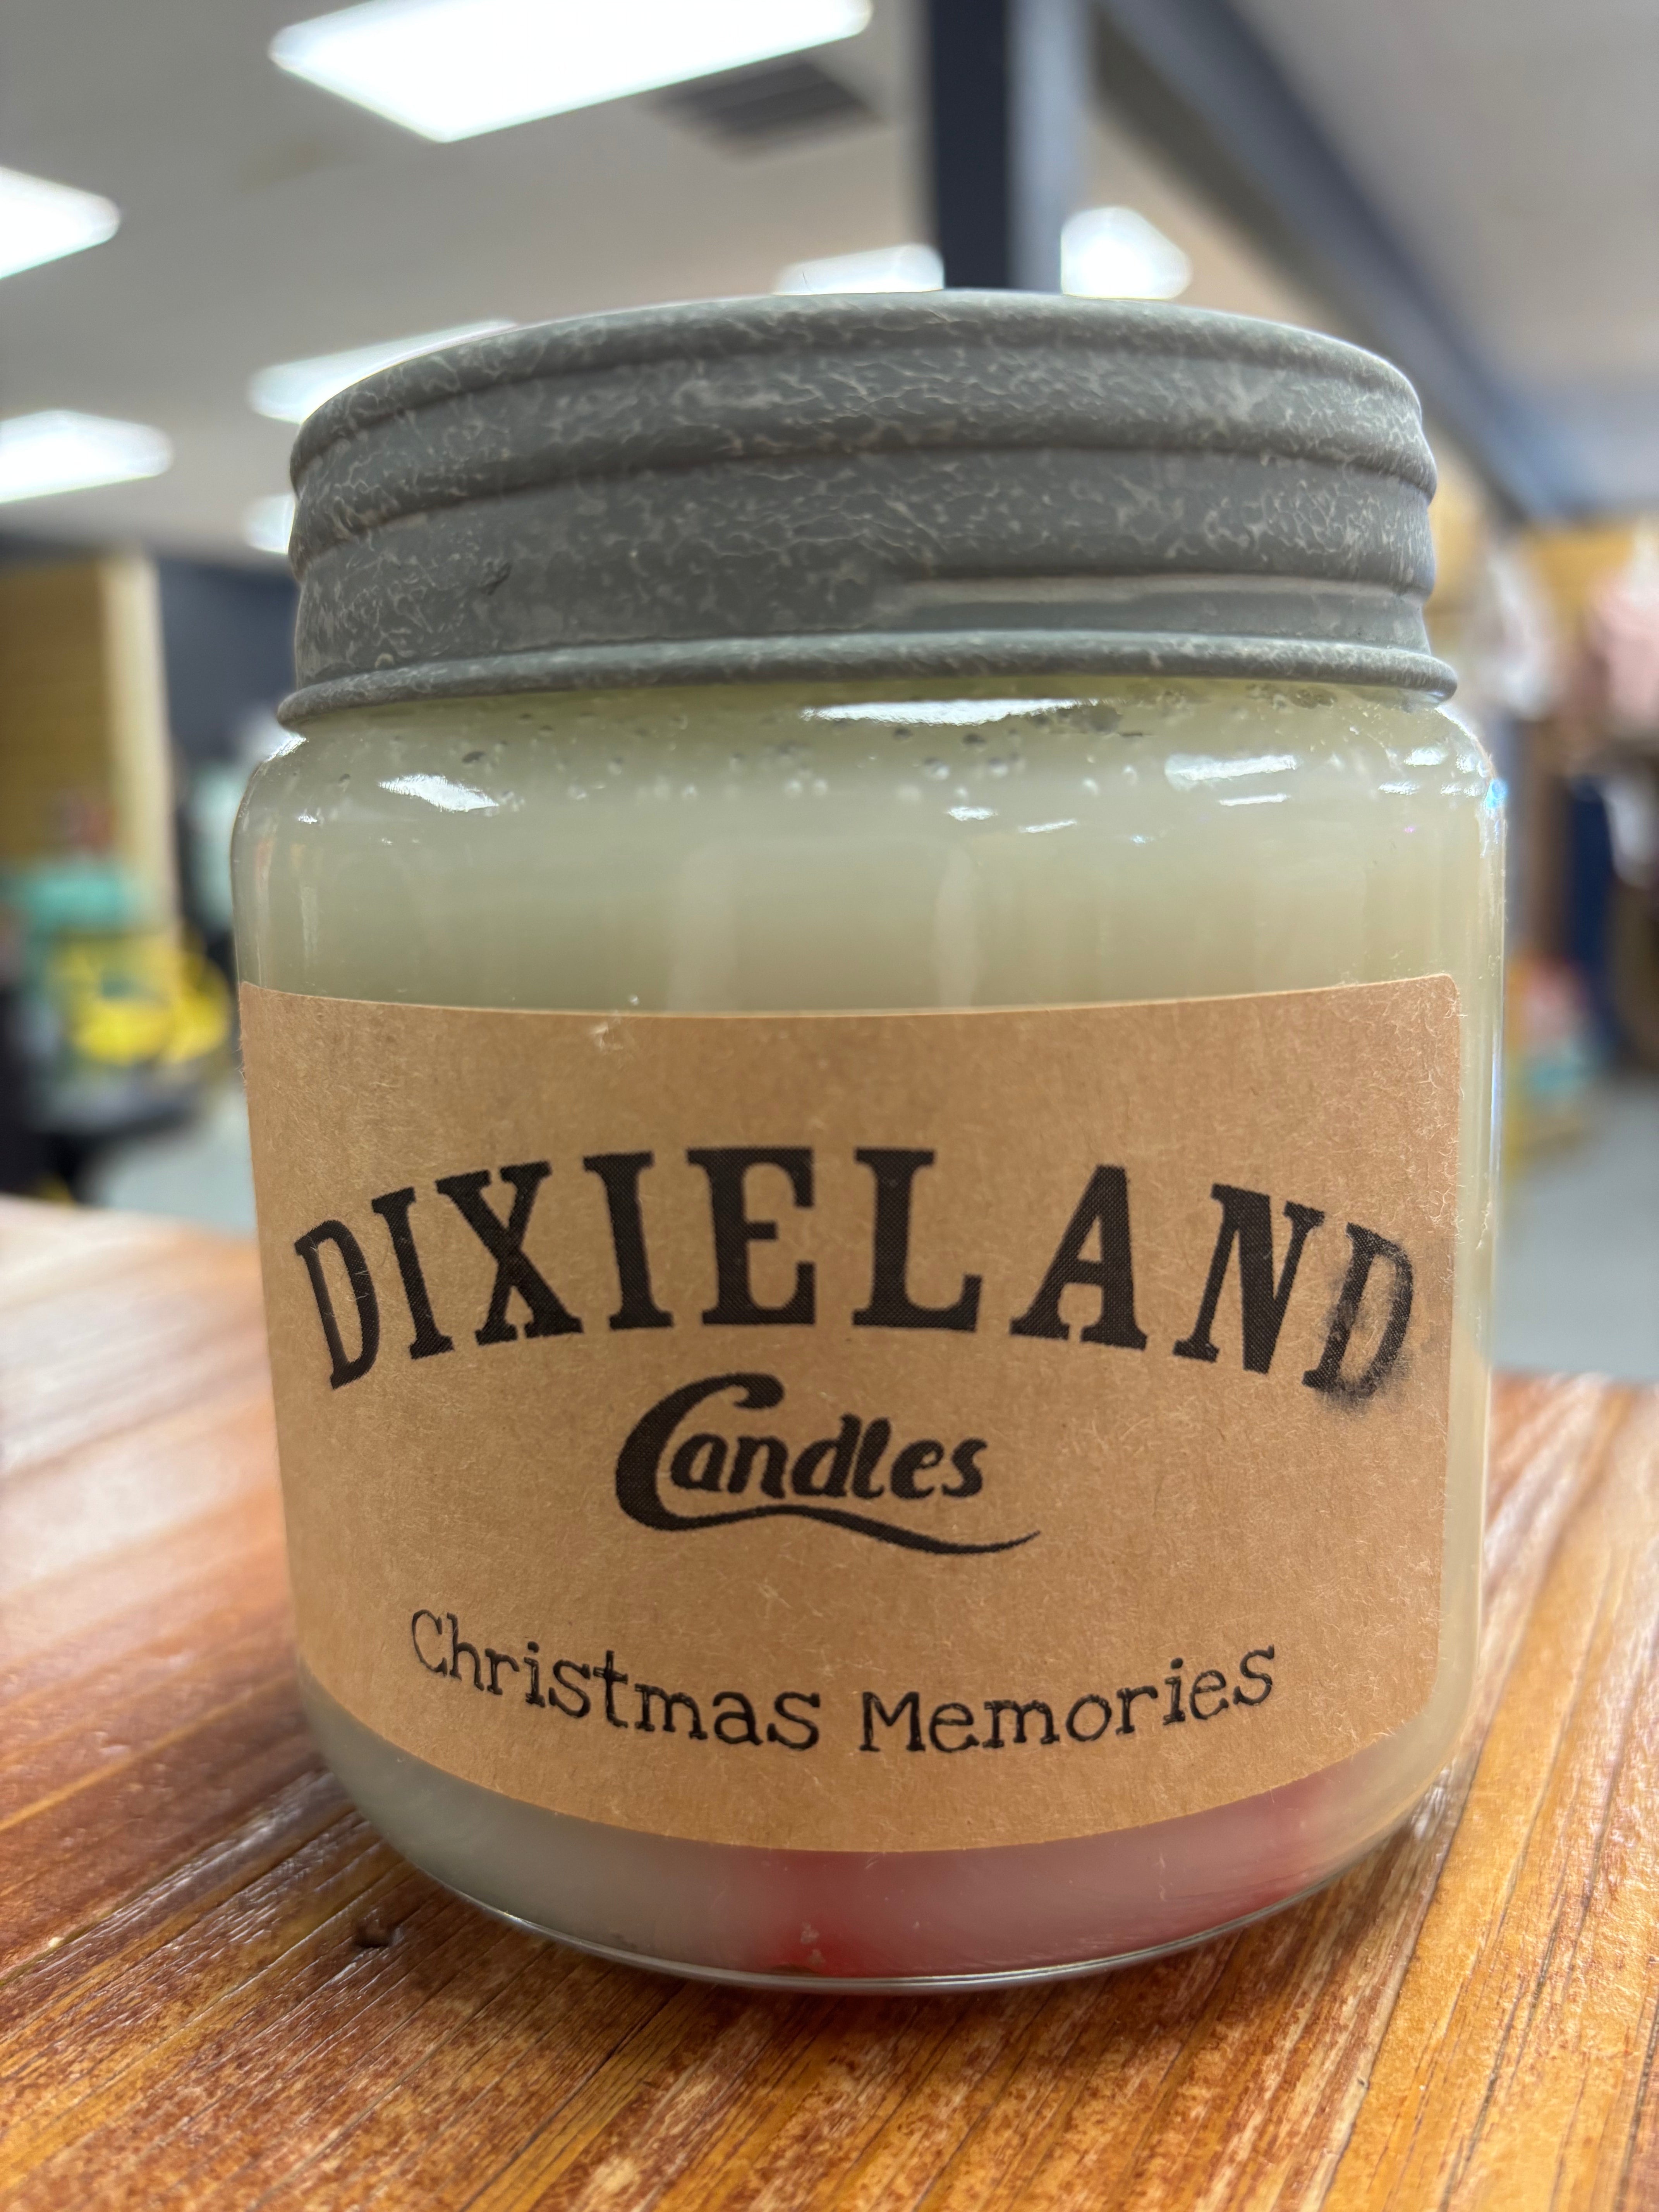 DIXIELAND
Candles
Christmas Memories